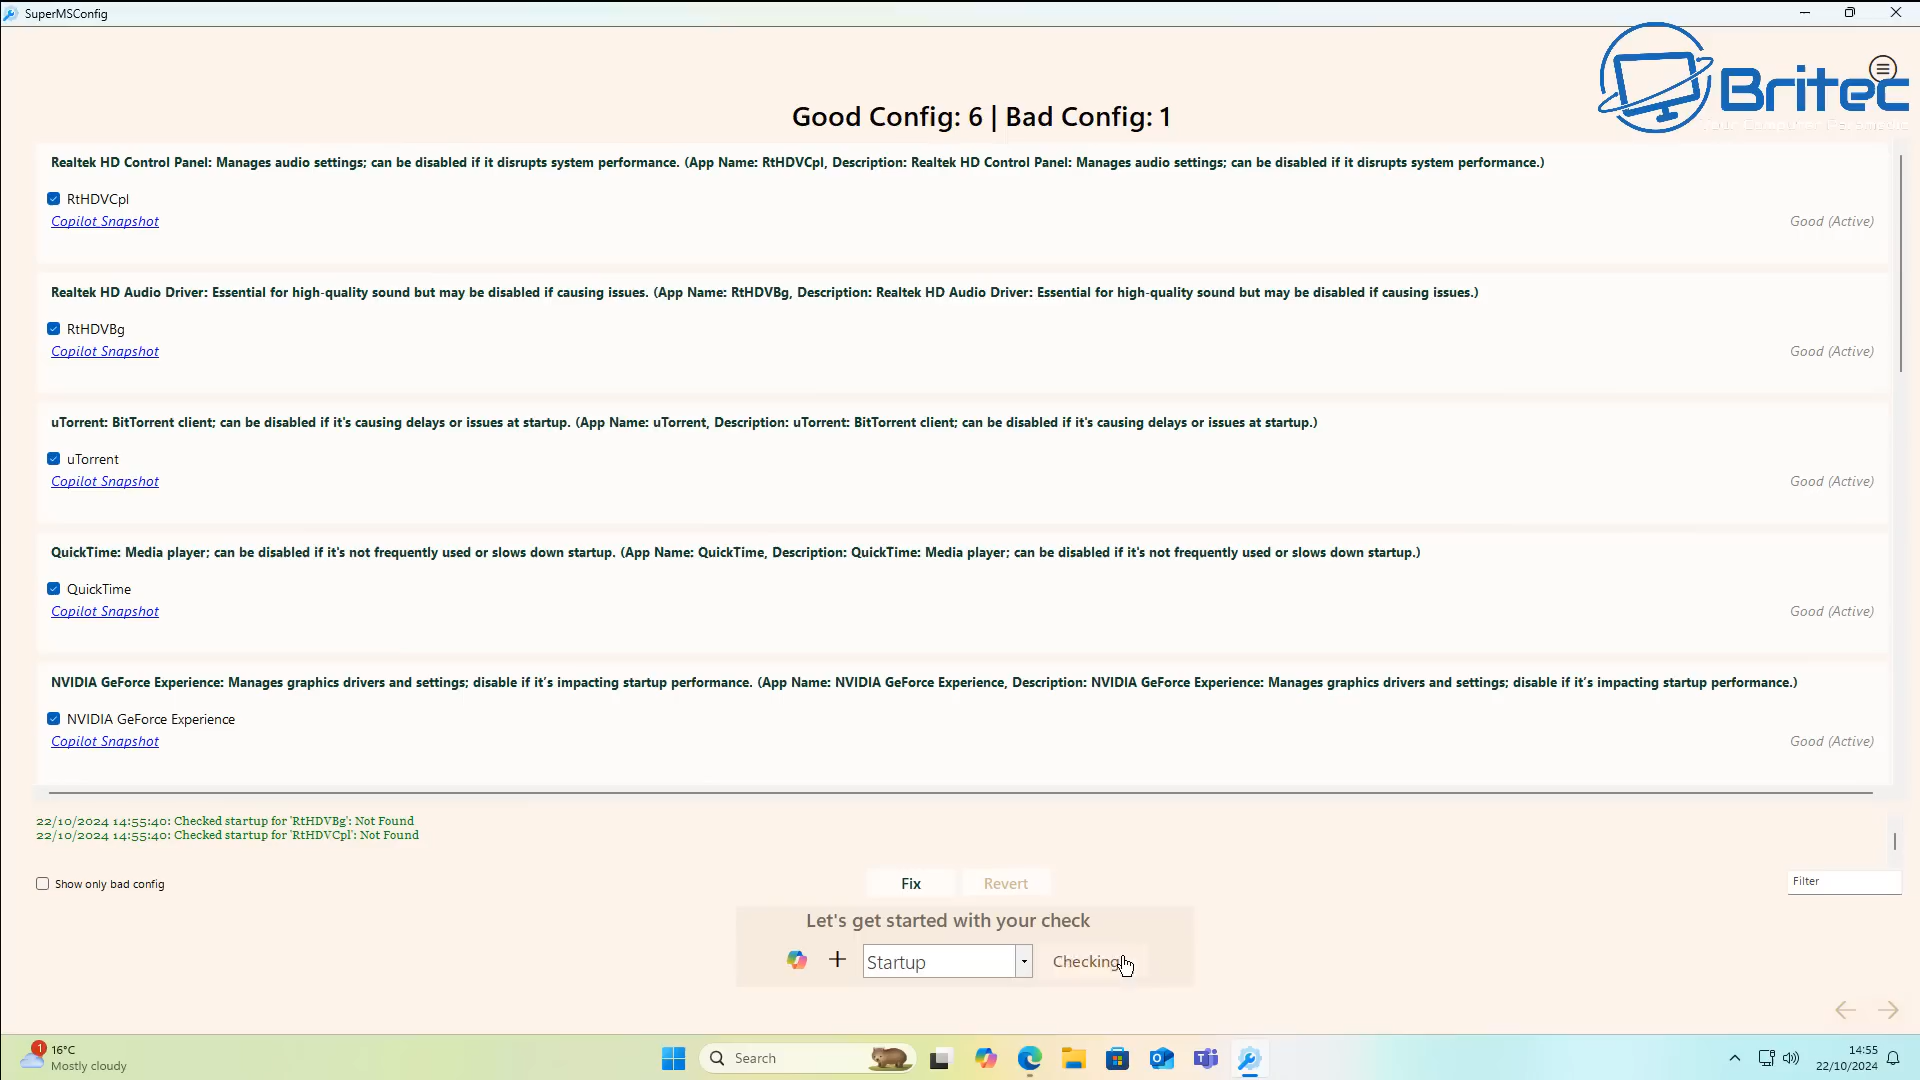 SuperMSConfig
Britec
Good Config: 6 | Bad Config: 1
Realtek HD Control Panel: Manages audio settings; can be disabled if it disrupts system performance. (App Name: RtHDVCpl, Description: Realtek HD Control Panel: Manages audio settings; can be disabled if it disrupts system performance.)
RtHDVCpl
Copilot Snapshot
Good (Active)
Realtek HD Audio Driver: Essential for high-quality sound but may be disabled if causing issues. (App Name: RtHDVBg, Description: Realtek HD Audio Driver: Essential for high-quality sound but may be disabled if causing issues.)
RtHDVBg
Copilot Snapshot
Good (Active)
uTorrent: BitTorrent client; can be disabled if it's causing delays or issues at startup. (App Name: uTorrent, Description: uTorrent: BitTorrent client; can be disabled if it's causing delays or issues at startup.)
uTorrent
Copilot Snapshot
Good (Active)
QuickTime: Media player; can be disabled if it's not frequently used or slows down startup. (App Name: QuickTime, Description: QuickTime: Media player; can be disabled if it's not frequently used or slows down startup.)
QuickTime
Copilot Snapshot
Good (Active)
NVIDIA GeForce Experience: Manages graphics drivers and settings; disable if it’s impacting startup performance. (App Name: NVIDIA GeForce Experience, Description: NVIDIA GeForce Experience: Manages graphics drivers and settings; disable if it’s impacting startup performance.)
NVIDIA GeForce Experience
Copilot Snapshot
Good (Active)
22/10/2024 14:55:40: Checked startup for 'RtHDVBg': Not Found
22/10/2024 14:55:40: Checked startup for 'RtHDVCpl': Not Found
Show only bad config
Fix
Revert
Filter
Let's get started with your check
Startup
Checking
1
16°C
Mostly cloudy
Search
14:55
22/10/2024